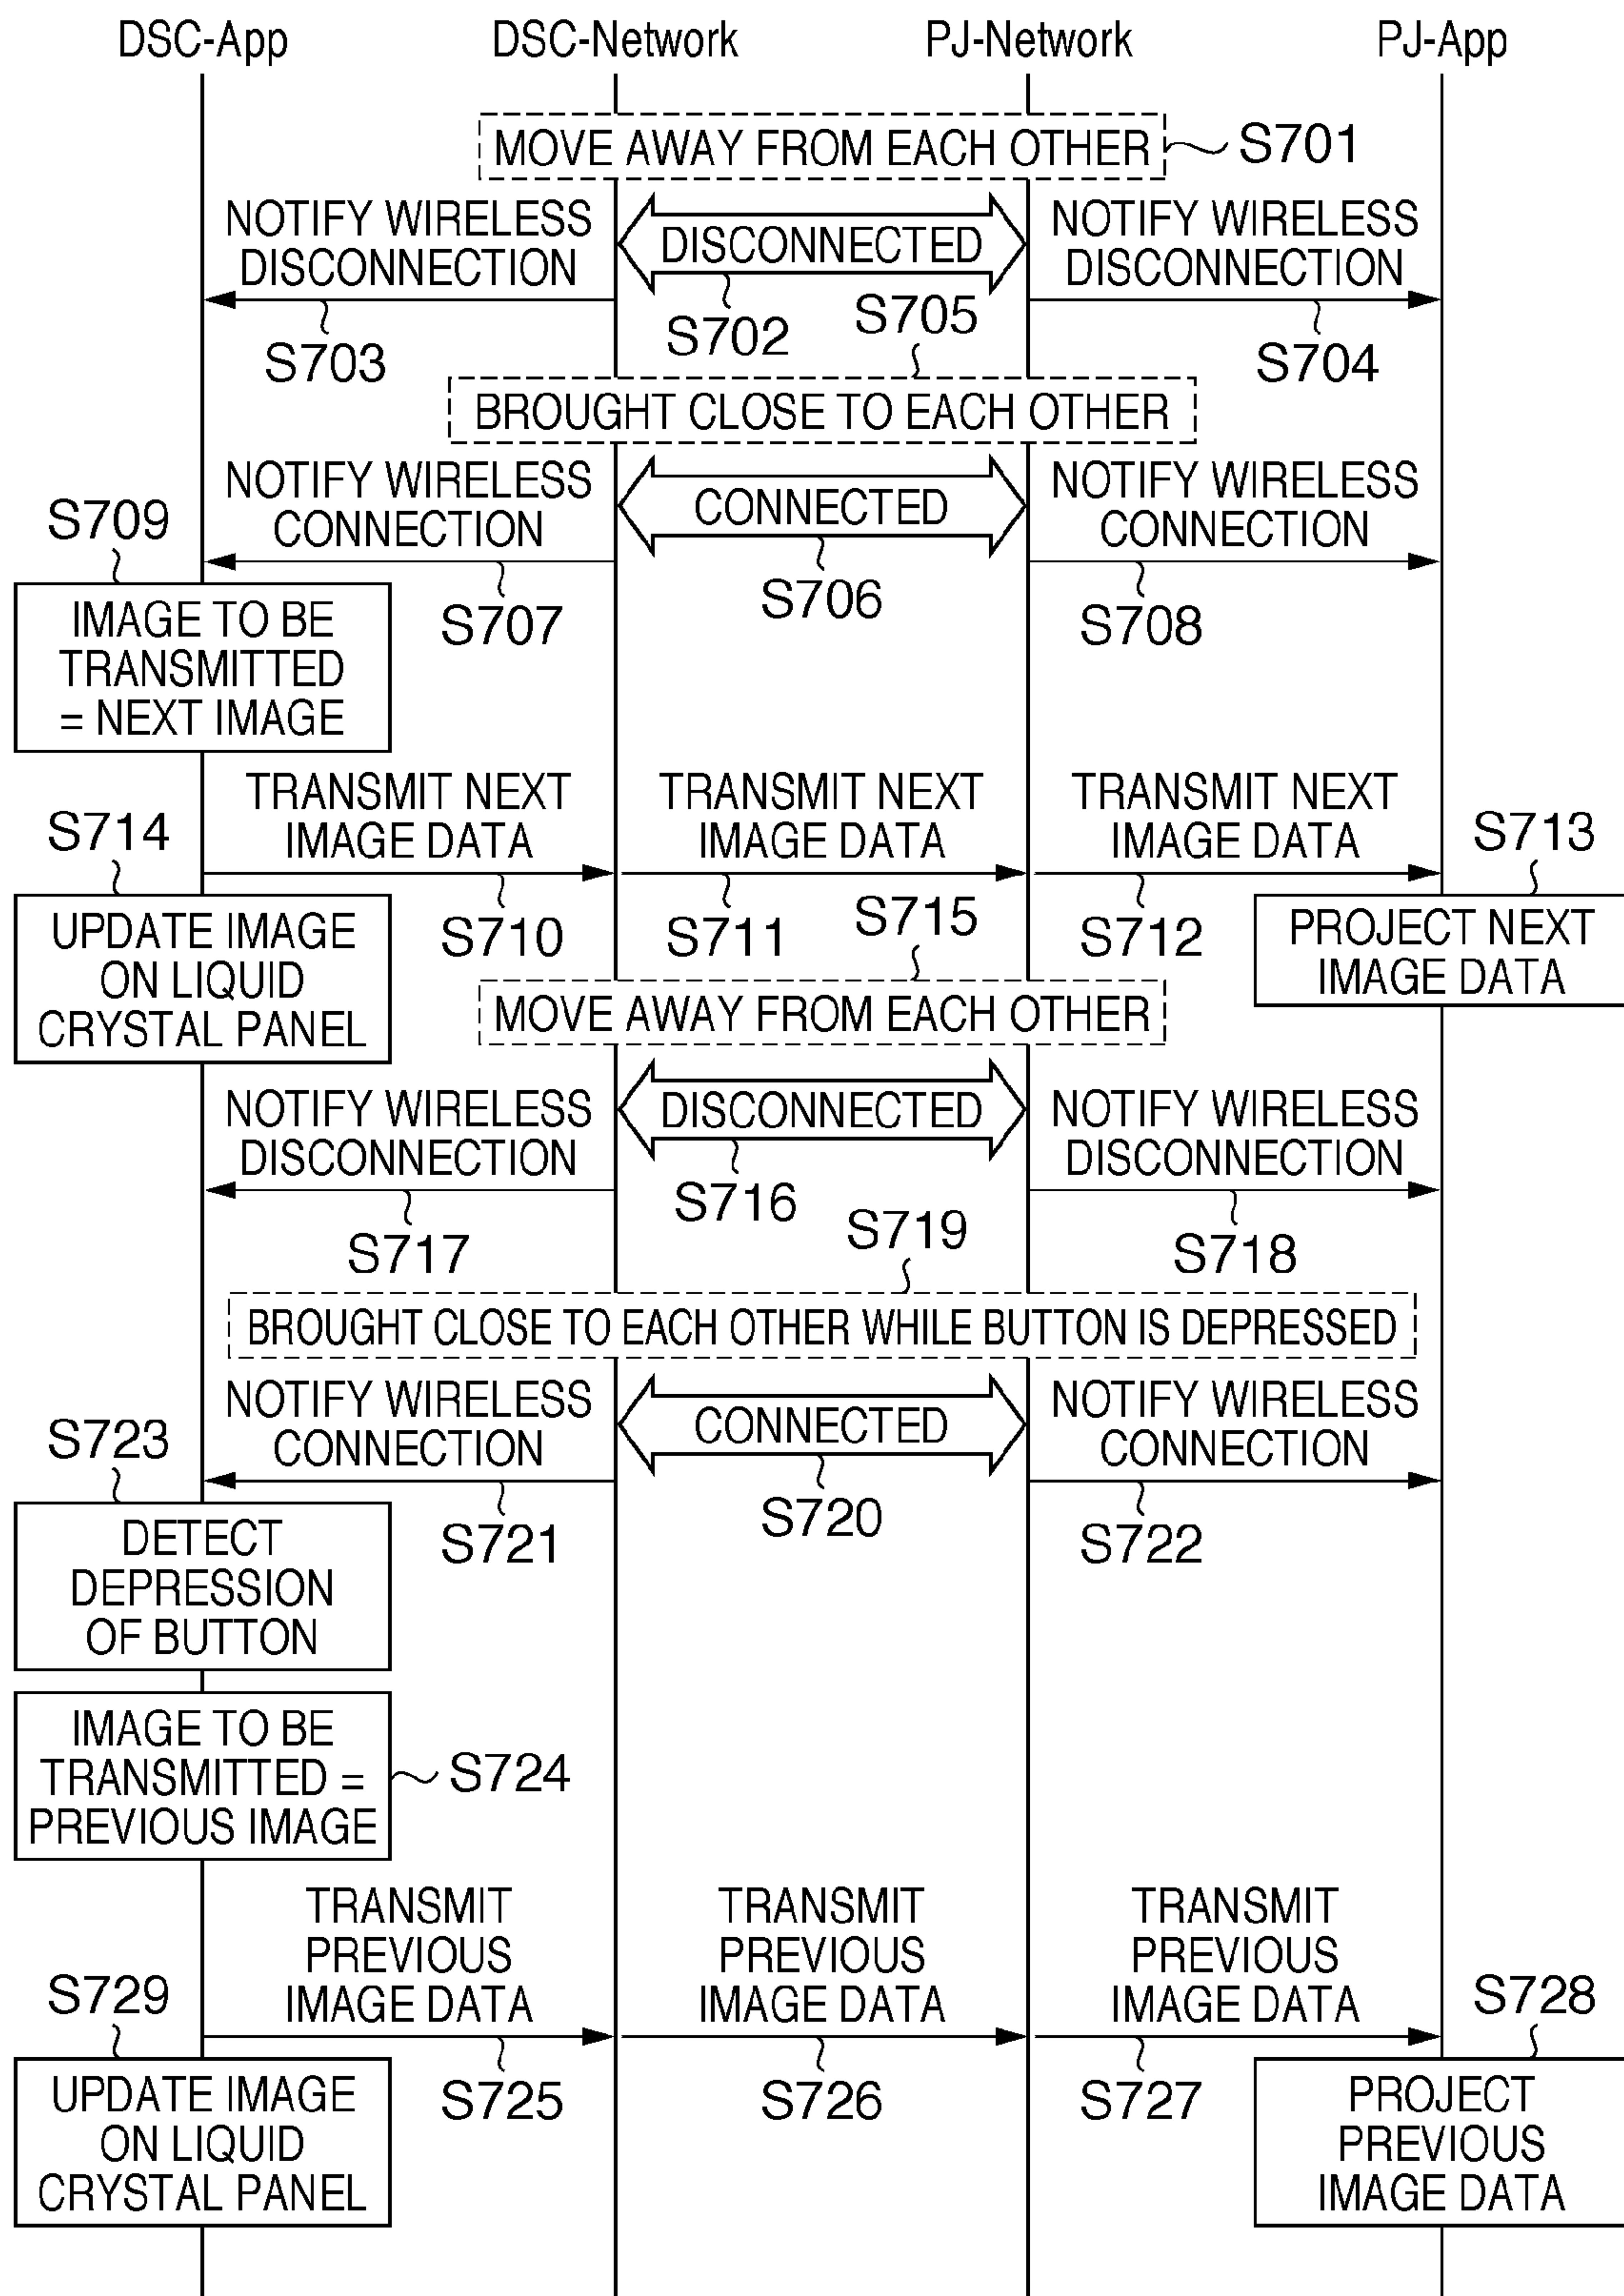 DSC-App
DSC-Network
PJ-Network
PJ-App
MOVE AWAY FROM EACH OTHER
S701
NOTIFY WIRELESS
DISCONNECTION
DISCONNECTED
NOTIFY WIRELESS
DISCONNECTION
S703
S702
S705
S704
BROUGHT CLOSE TO EACH OTHER
NOTIFY WIRELESS
CONNECTION
CONNECTED
NOTIFY WIRELESS
CONNECTION
S709
S707
S706
S708
IMAGE TO BE
TRANSMITTED
= NEXT IMAGE
TRANSMIT NEXT
IMAGE DATA
TRANSMIT NEXT
IMAGE DATA
TRANSMIT NEXT
IMAGE DATA
S714
S713
S710
S711
S715
S712
UPDATE IMAGE
ON LIQUID
CRYSTAL PANEL
PROJECT NEXT
IMAGE DATA
MOVE AWAY FROM EACH OTHER
NOTIFY WIRELESS
DISCONNECTION
DISCONNECTED
NOTIFY WIRELESS
DISCONNECTION
S717
S716
S719
S718
BROUGHT CLOSE TO EACH OTHER WHILE BUTTON IS DEPRESSED
NOTIFY WIRELESS
CONNECTION
CONNECTED
NOTIFY WIRELESS
CONNECTION
S723
S721
S720
S722
DETECT
DEPRESSION
OF BUTTON
IMAGE TO BE
TRANSMITTED =
PREVIOUS IMAGE
S724
TRANSMIT
PREVIOUS
IMAGE DATA
TRANSMIT
PREVIOUS
IMAGE DATA
TRANSMIT
PREVIOUS
IMAGE DATA
S729
S728
S725
S726
S727
UPDATE IMAGE
ON LIQUID
CRYSTAL PANEL
PROJECT
PREVIOUS
IMAGE DATA